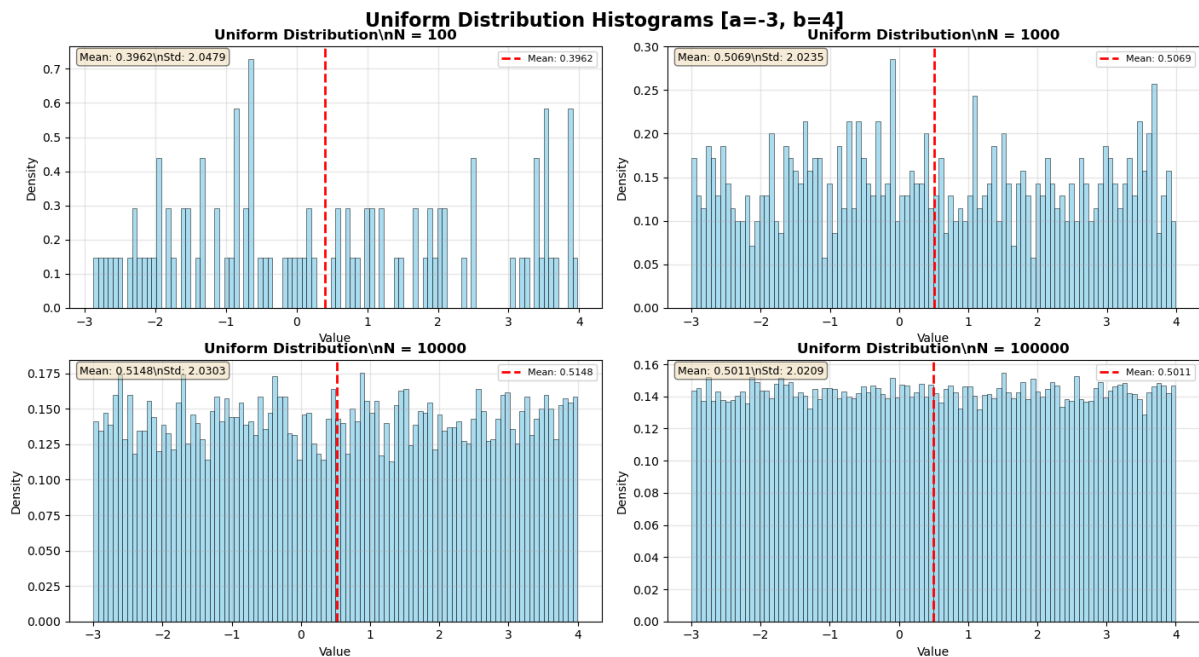 Uniform Distribution Histograms [a=-3, b=4]
Uniform Distribution\nN = 100
Mean: 0.3962\nStd: 2.0479
Mean: 0.3962
Density
0.7
0.6
0.5
0.4
0.3
0.2
0.1
0.0
−3 −2 −1 0 1 2 3 4
Value
Uniform Distribution\nN = 1000
Mean: 0.5069\nStd: 2.0235
Mean: 0.5069
Density
0.30
0.25
0.20
0.15
0.10
0.05
0.00
−3 −2 −1 0 1 2 3 4
Value
Uniform Distribution\nN = 10000
Mean: 0.5148\nStd: 2.0303
Mean: 0.5148
Density
0.175
0.150
0.125
0.100
0.075
0.050
0.025
0.000
−3 −2 −1 0 1 2 3 4
Value
Uniform Distribution\nN = 100000
Mean: 0.5011\nStd: 2.0209
Mean: 0.5011
Density
0.16
0.14
0.12
0.10
0.08
0.06
0.04
0.02
0.00
−3 −2 −1 0 1 2 3 4
Value